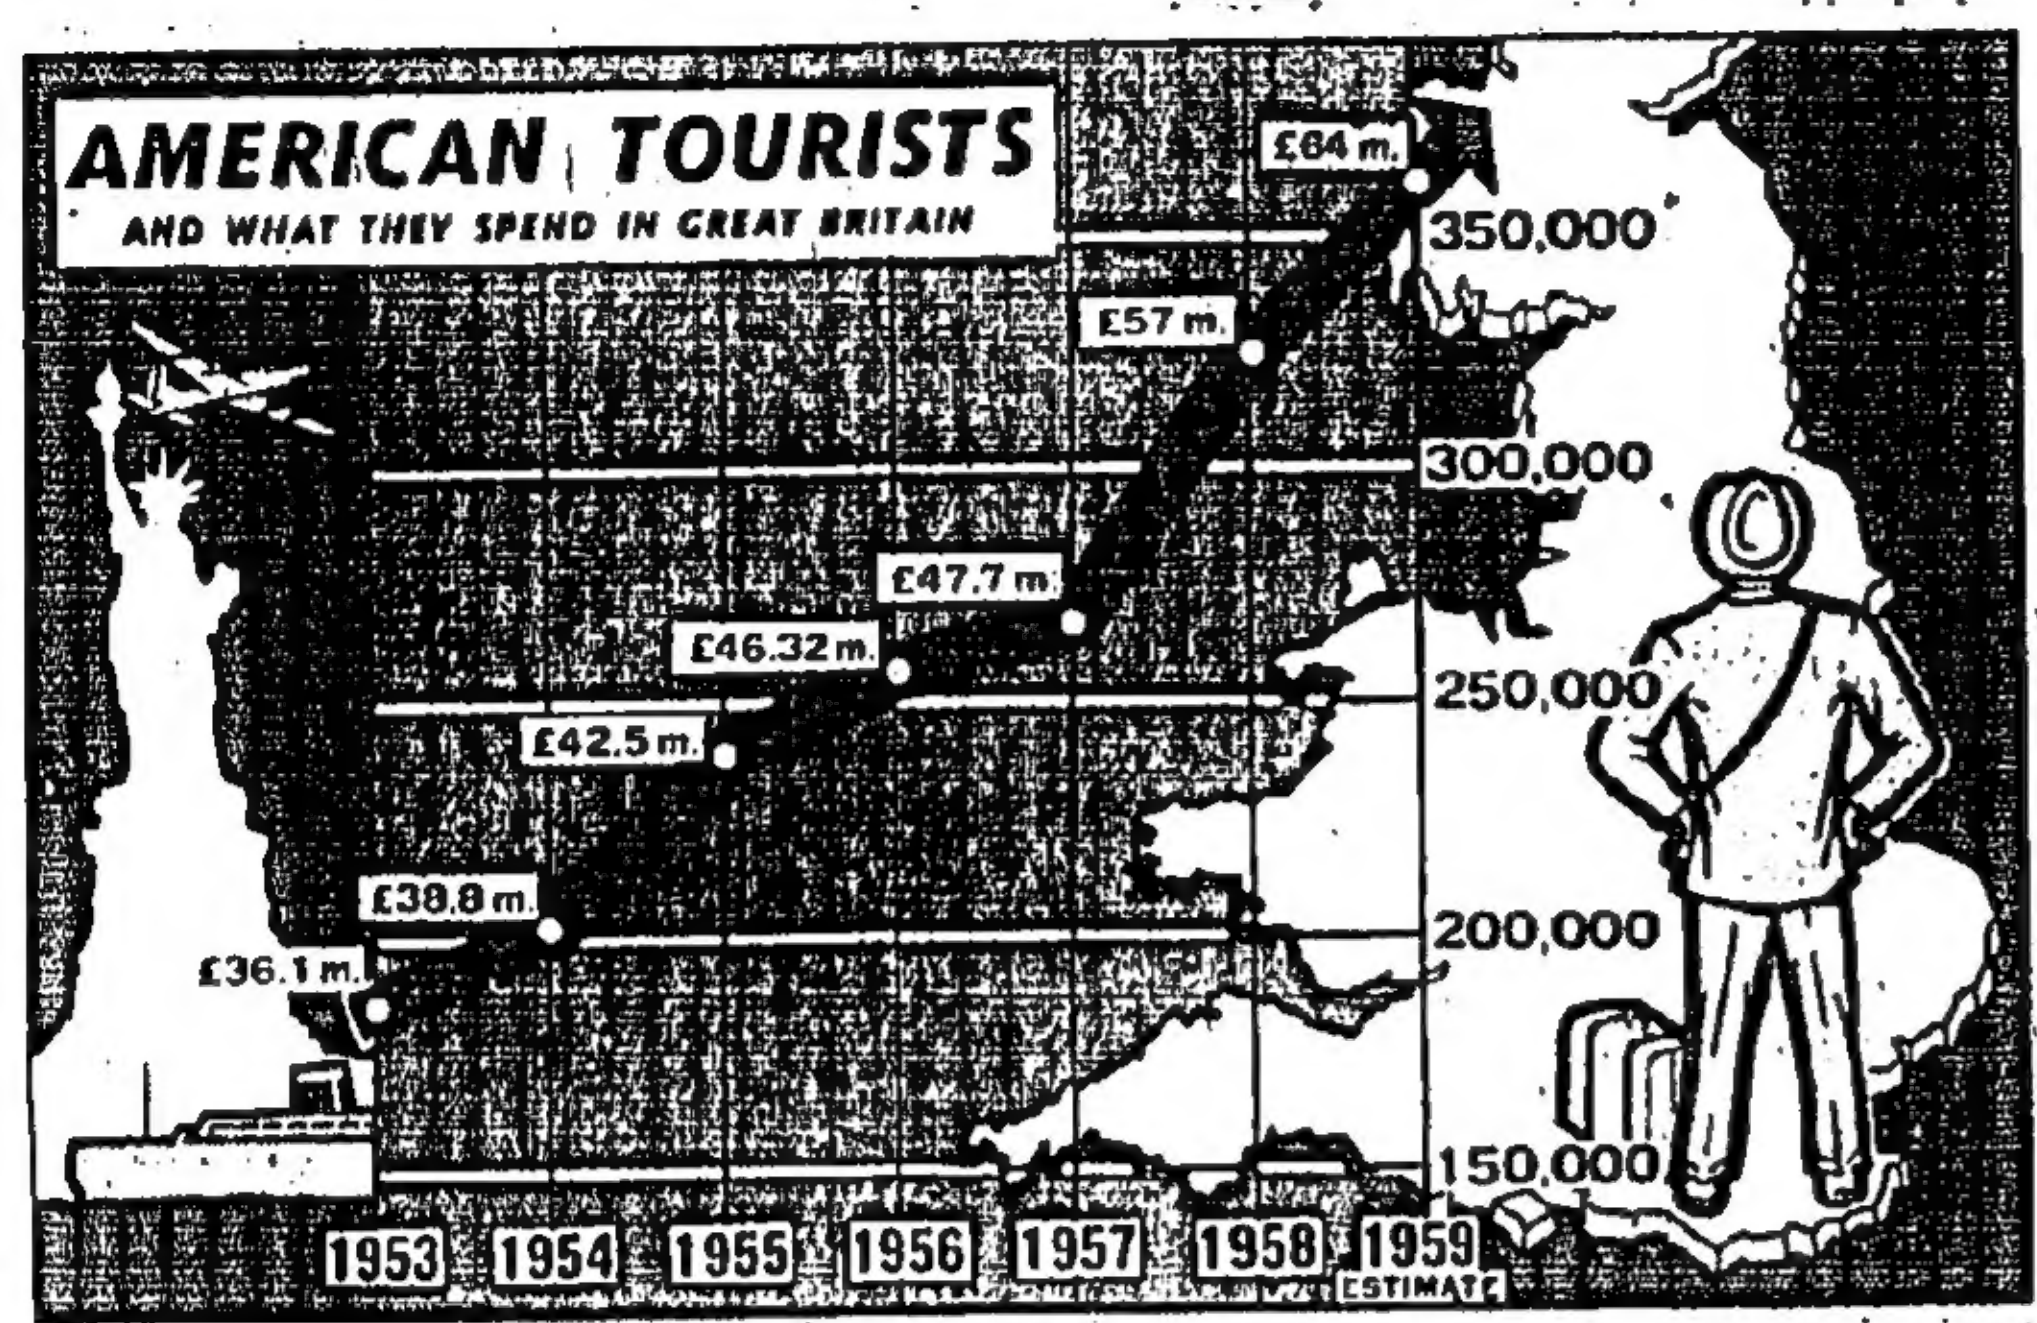 AMERICAN TOURISTS
AND WHAT THEY SPEND IN GREAT BRITAIN
£64 m.
350,000
£57 m.
300,000
£47.7 m.
£46.32 m.
250,000
£42.5 m.
£38.8 m.
200,000
£36.1 m.
150,000
1953 1954 1955 1956 1957 1958 1959
ESTIMATE